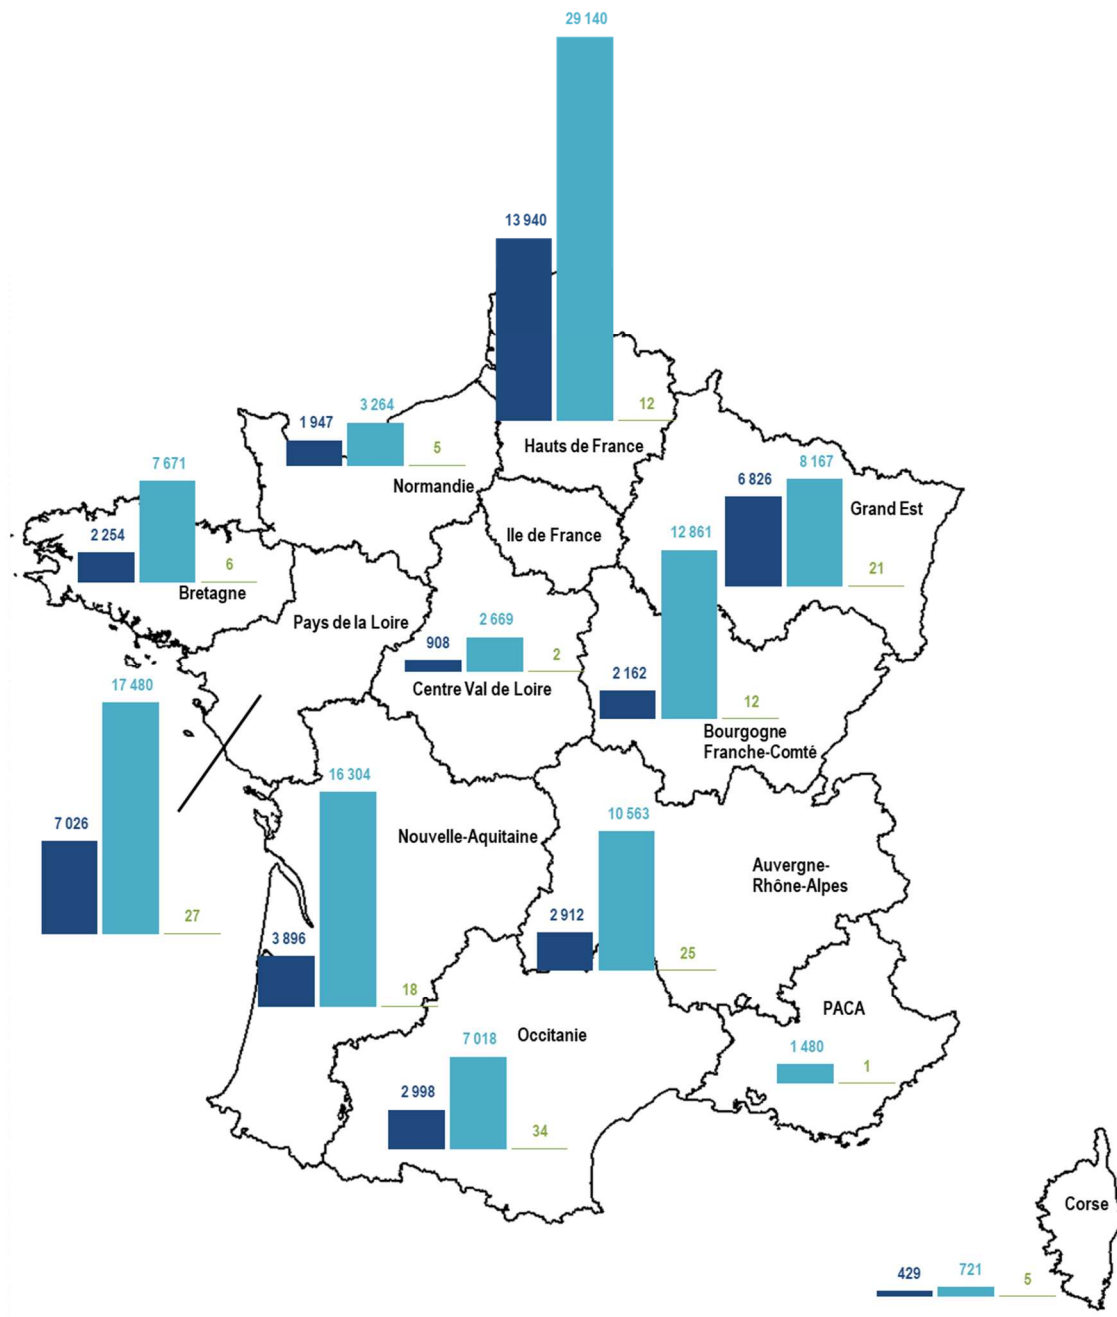 29 140
13 940
12
Hauts de France
1 947
3 264
5
Normandie
7 671
2 254
6
Bretagne
8 167
6 826
21
Grand Est
Ile de France
12 861
2 162
12
Bourgogne
Franche-Comté
Pays de la Loire
2 669
908
2
Centre Val de Loire
17 480
7 026
27
16 304
3 896
18
Nouvelle-Aquitaine
10 563
2 912
25
Auvergne-
Rhône-Alpes
PACA
1 480
1
Occitanie
7 018
2 998
34
Corse
429
721
5